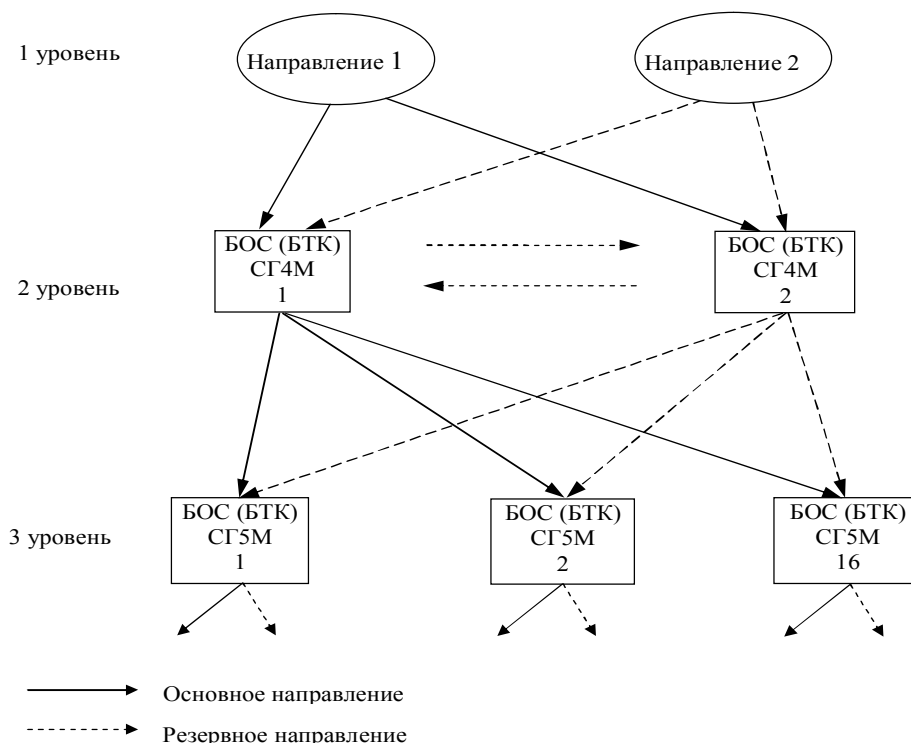 1 уровень
Направление 1
Направление 2
БОС (БТК)
СГ4М
1
БОС (БТК)
СГ4М
2
2 уровень
БОС (БТК)
СГ5М
1
БОС (БТК)
СГ5М
2
БОС (БТК)
СГ5М
16
3 уровень
Основное направление
Резервное направление